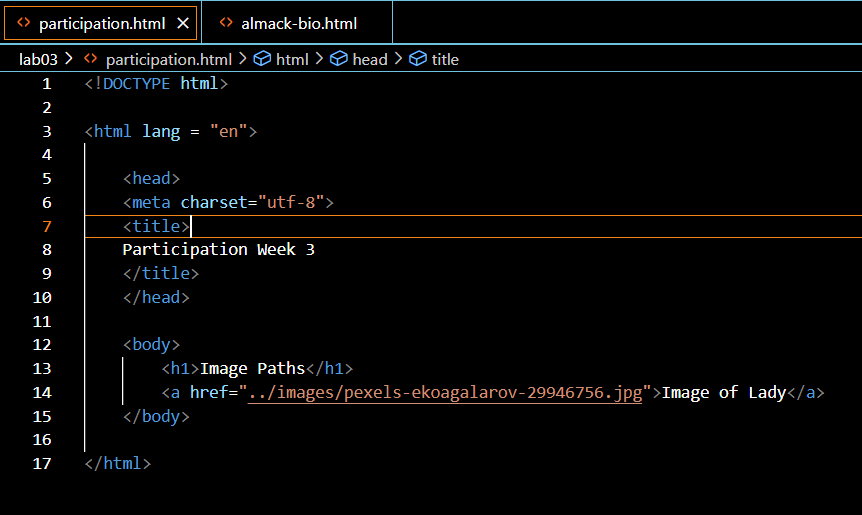 participation.html
almack-bio.html
lab03 > participation.html > html > head > title
1 <!DOCTYPE html>
2
3 <html lang = "en">
4
5 <head>
6 <meta charset="utf-8">
7 <title>
8 Participation Week 3
9 </title>
10 </head>
11
12 <body>
13 <h1>Image Paths</h1>
14 <a href="../images/pexels-ekoagalarov-29946756.jpg">Image of Lady</a>
15 </body>
16
17 </html>